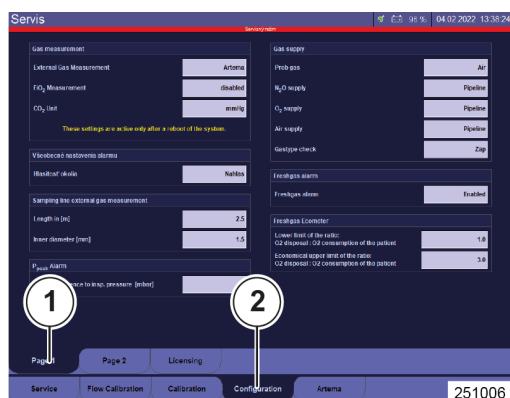 Servis
98 %
04.02.2022 13:38:24
Servisný režim
Gas measurement
External Gas Measurement Artema
FiO2 Measurement disabled
CO2 Unit mmHg
These settings are active only after a reboot of the system.
Všeobecné nastavenia alarmu
Hlasitosť okolia Nahlas
Sampling line external gas measurement
Length in [m] 2.5
Inner diameter [mm] 1.5
Ppeak Alarm
to insp. pressure [mbar]
Gas supply
Prob gas Air
N2O supply Pipeline
O2 supply Pipeline
Air supply Pipeline
Gastype check Zap
Freshgas alarm
Freshgas alarm Enabled
Freshgas Ecometer
Lower limit of the ratio:
O2 disposal : O2 consumption of the patient 1.0
Economical upper limit of the ratio:
O2 disposal : O2 consumption of the patient 3.0
1
2
Page 1 Page 2 Licensing
Service Flow Calibration Calibration Configuration Artema
251006